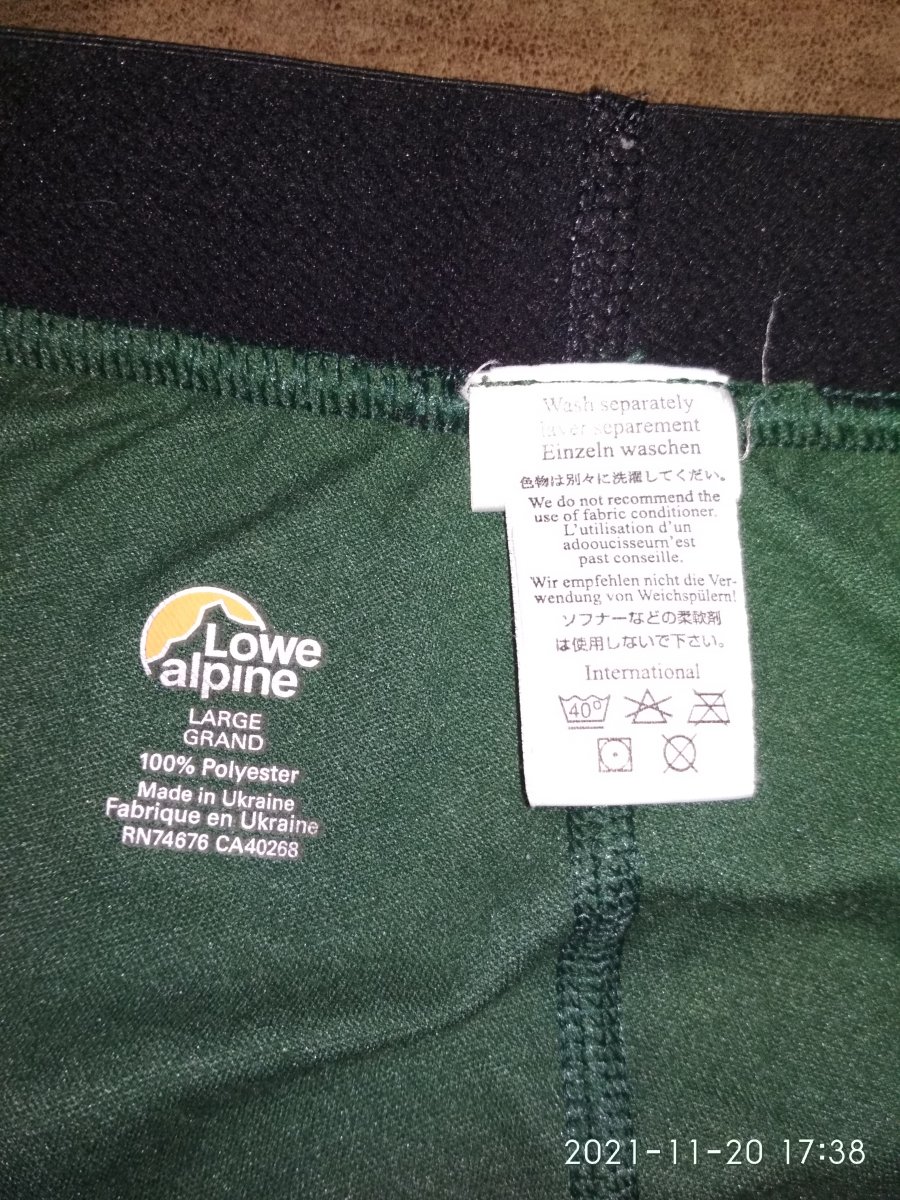 Lowe
alpine
LARGE
GRAND
100% Polyester
Made in Ukraine
Fabrique en Ukraine
RN74676 CA40268
Wash separately
laver separement
Einzeln waschen
色物は別々に洗濯してくだい。
We do not recommend the
use of fabric conditioner.
L'utilisation d'un
adooucisseum'est
past conseille.
Wir empfehlen nicht die Ver-
wendung von Weichspülern!
ソフナーなどの柔軟剤
は使用しないで下さい。
International
40°
2021-11-20 17:38